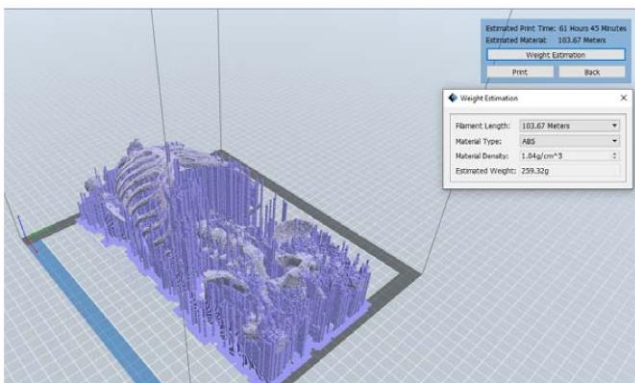 Estimated Print Time: 61 Hours 45 Minutes
Estimated Material: 103.67 Meters
Weight Estimation
Print Back
Weight Estimation
Filament Length: 103.67 Meters
Material Type: ABS
Material Density: 1.04g/cm^3
Estimated Weight: 259.32g